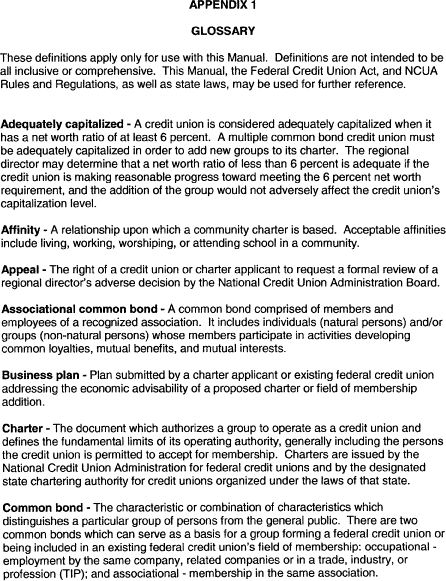 APPENDIX 1
GLOSSARY
These definitions apply only for use with this Manual. Definitions are not intended to be
all inclusive or comprehensive. This Manual, the Federal Credit Union Act, and NCUA
Rules and Regulations, as well as state laws, may be used for further reference.
Adequately capitalized - A credit union is considered adequately capitalized when it
has a net worth ratio of at least 6 percent. A multiple common bond credit union must
be adequately capitalized in order to add new groups to its charter. The regional
director may determine that a net worth ratio of less than 6 percent is adequate if the
credit union is making reasonable progress toward meeting the 6 percent net worth
requirement, and the addition of the group would not adversely affect the credit union's
capitalization level.
Affinity - A relationship upon which a community charter is based. Acceptable affinities
include living, working, worshiping, or attending school in a community.
Appeal - The right of a credit union or charter applicant to request a formal review of a
regional director's adverse decision by the National Credit Union Administration Board.
Associational common bond - A common bond comprised of members and
employees of a recognized association. It includes individuals (natural persons) and/or
groups (non-natural persons) whose members participate in activities developing
common loyalties, mutual benefits, and mutual interests.
Business plan - Plan submitted by a charter applicant or existing federal credit union
addressing the economic advisability of a proposed charter or field of membership
addition.
Charter - The document which authorizes a group to operate as a credit union and
defines the fundamental limits of its operating authority, generally including the persons
the credit union is permitted to accept for membership. Charters are issued by the
National Credit Union Administration for federal credit unions and by the designated
state chartering authority for credit unions organized under the laws of that state.
Common bond - The characteristic or combination of characteristics which
distinguishes a particular group of persons from the general public. There are two
common bonds which can serve as a basis for a group forming a federal credit union or
being included in an existing federal credit union's field of membership: occupational -
employment by the same company, related companies or in a trade, industry, or
profession (TIP); and associational - membership in the same association.